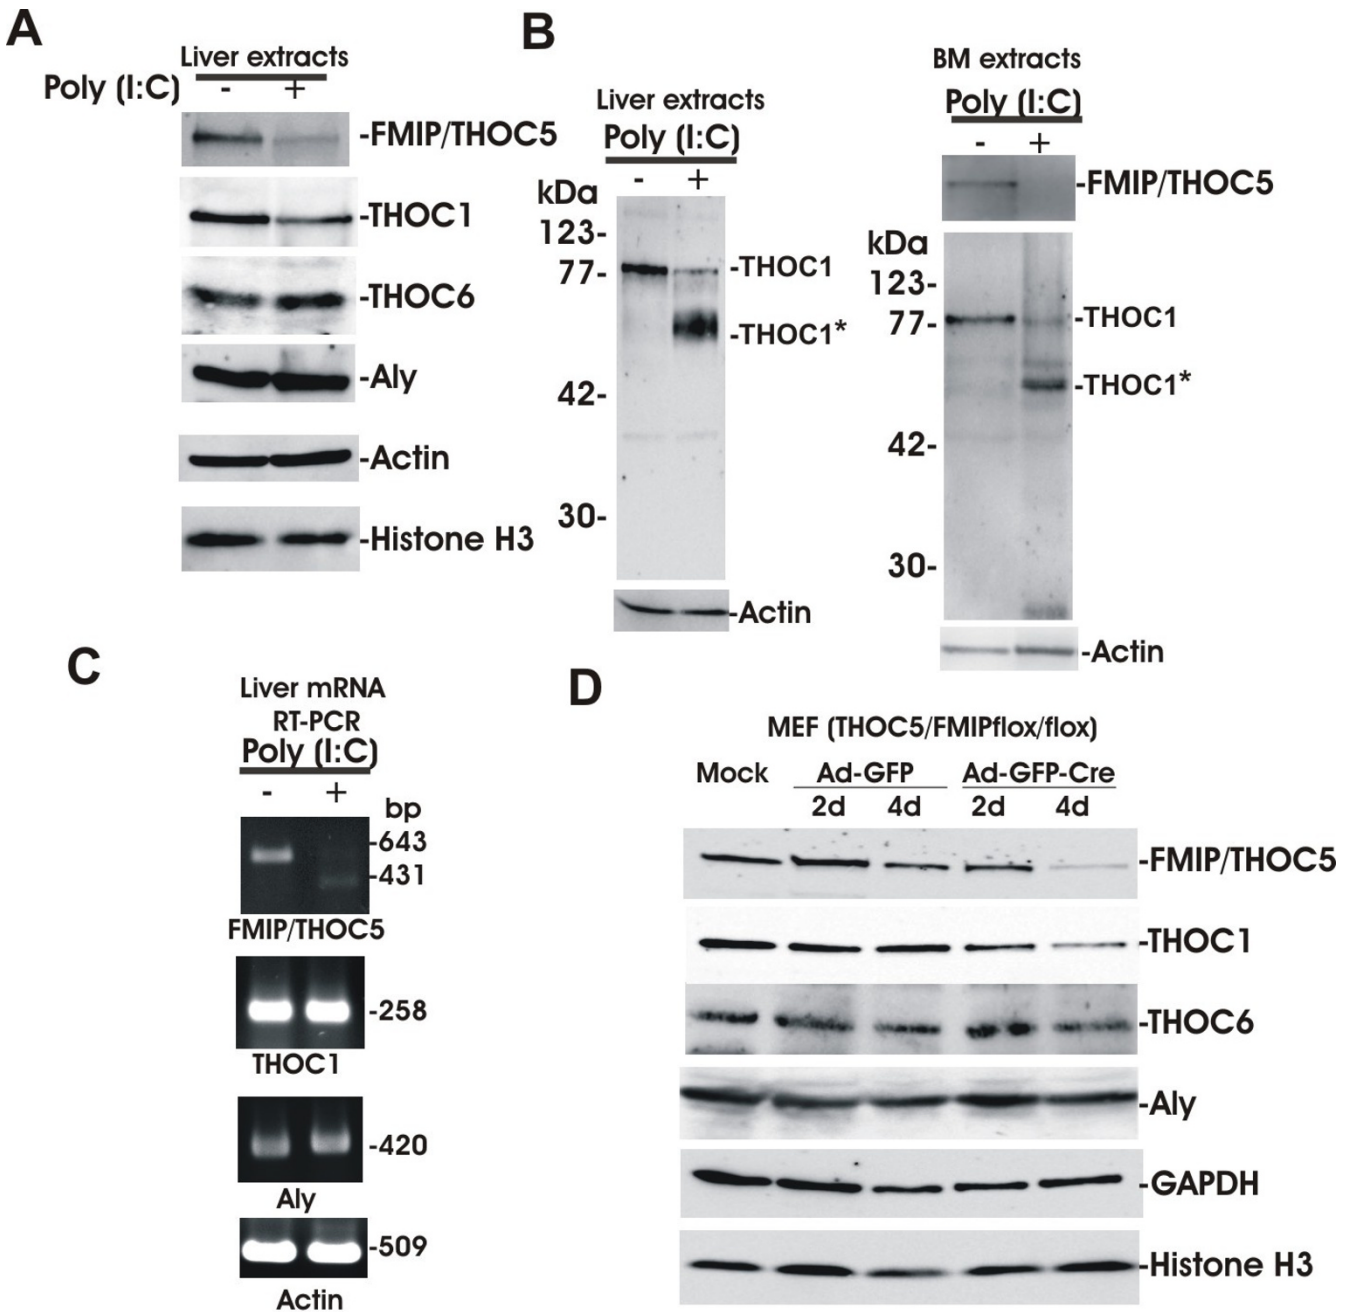 A
Liver extracts
Poly (I:C)
- +
-FMIP/THOC5
-THOC1
-THOC6
-Aly
-Actin
-Histone H3
B
Liver extracts
Poly (I:C)
- +
kDa
123-
77-
42-
30-
-THOC1
-THOC1*
-Actin
BM extracts
Poly (I:C)
- +
-FMIP/THOC5
kDa
123-
77-
42-
30-
-THOC1
-THOC1*
-Actin
C
Liver mRNA
RT-PCR
Poly (I:C)
- +
bp
-643
-431
FMIP/THOC5
-258
THOC1
-420
Aly
-509
Actin
D
MEF (THOC5/FMIPflox/flox)
Mock Ad-GFP Ad-GFP-Cre
2d 4d 2d 4d
-FMIP/THOC5
-THOC1
-THOC6
-Aly
-GAPDH
-Histone H3